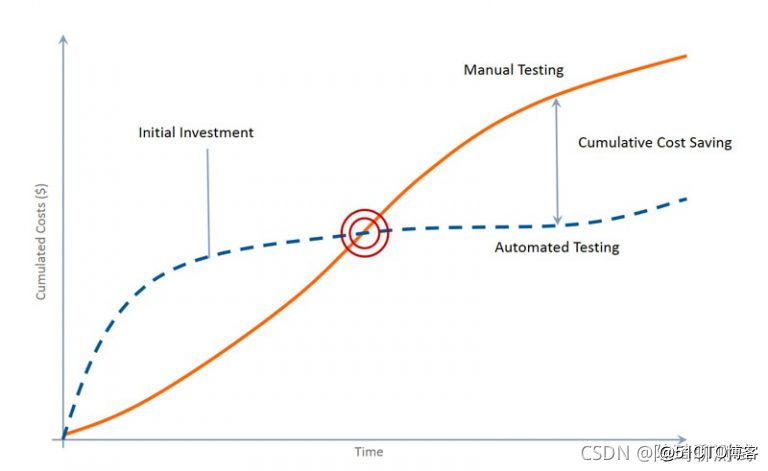 Manual Testing
Initial Investment
Cumulative Cost Saving
Cumulated Costs ($)
Automated Testing
Time
CSDN
@51CTO博客